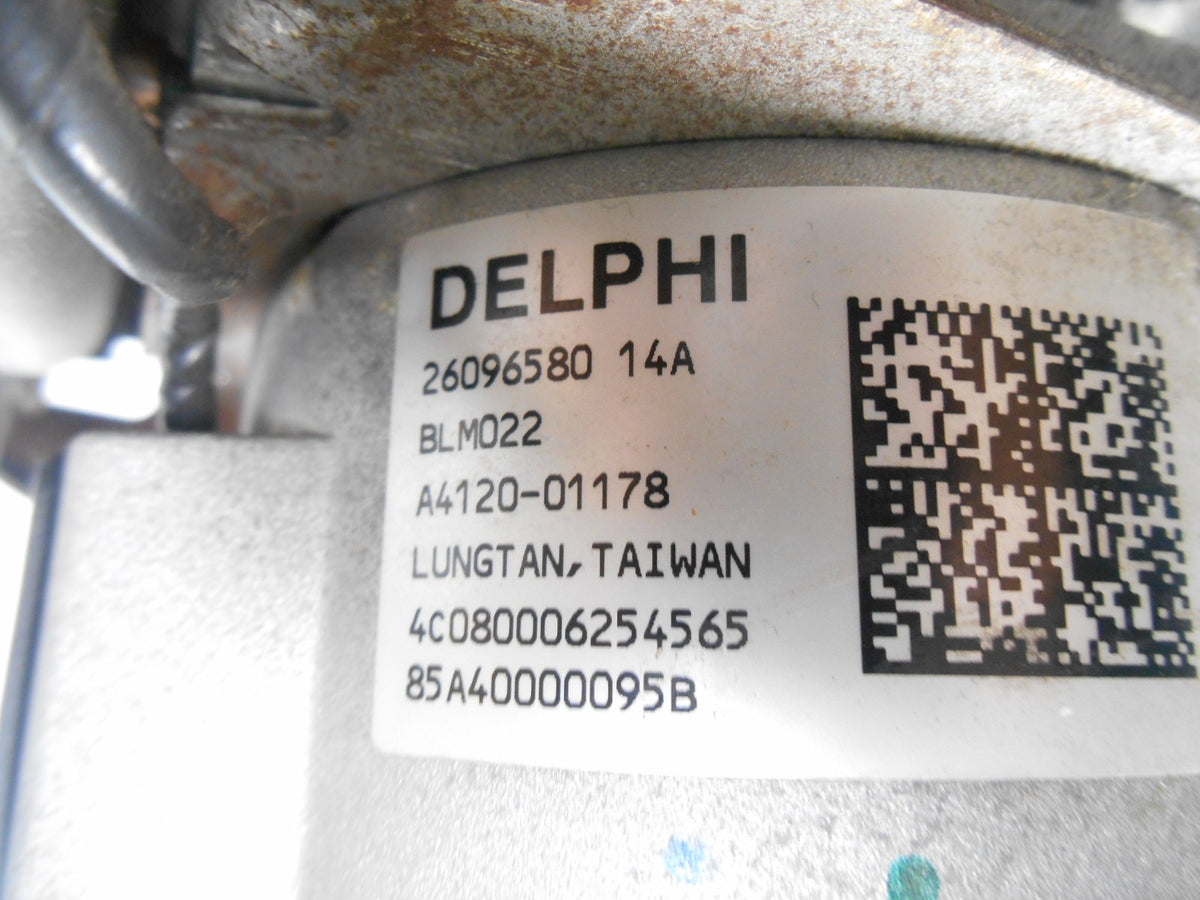 DELPHI
26096580 14A
BLM022
A4120-01178
LUNGTAN,TAIWAN
4C080006254565
85A40000095B